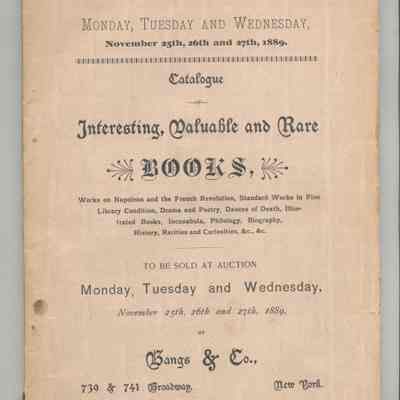 Monday, Tuesday and Wednesday,
November 25th, 26th and 27th, 1889.
Catalogue
of
Interesting, Valuable and Rare
BOOKS,
Works on Napoleon and the French Revolution, Standard Works in Fine
Library Condition, Drama and Poetry, Dances of Death, Illus-
trated Books, Incunabula, Philology, Biography,
History, Rarities and Curiosities, &c., &c.
TO BE SOLD AT AUCTION
Monday, Tuesday and Wednesday,
November 25th, 26th and 27th, 1889,
BY
Bangs & Co.,
739 & 741 Broadway, New York.